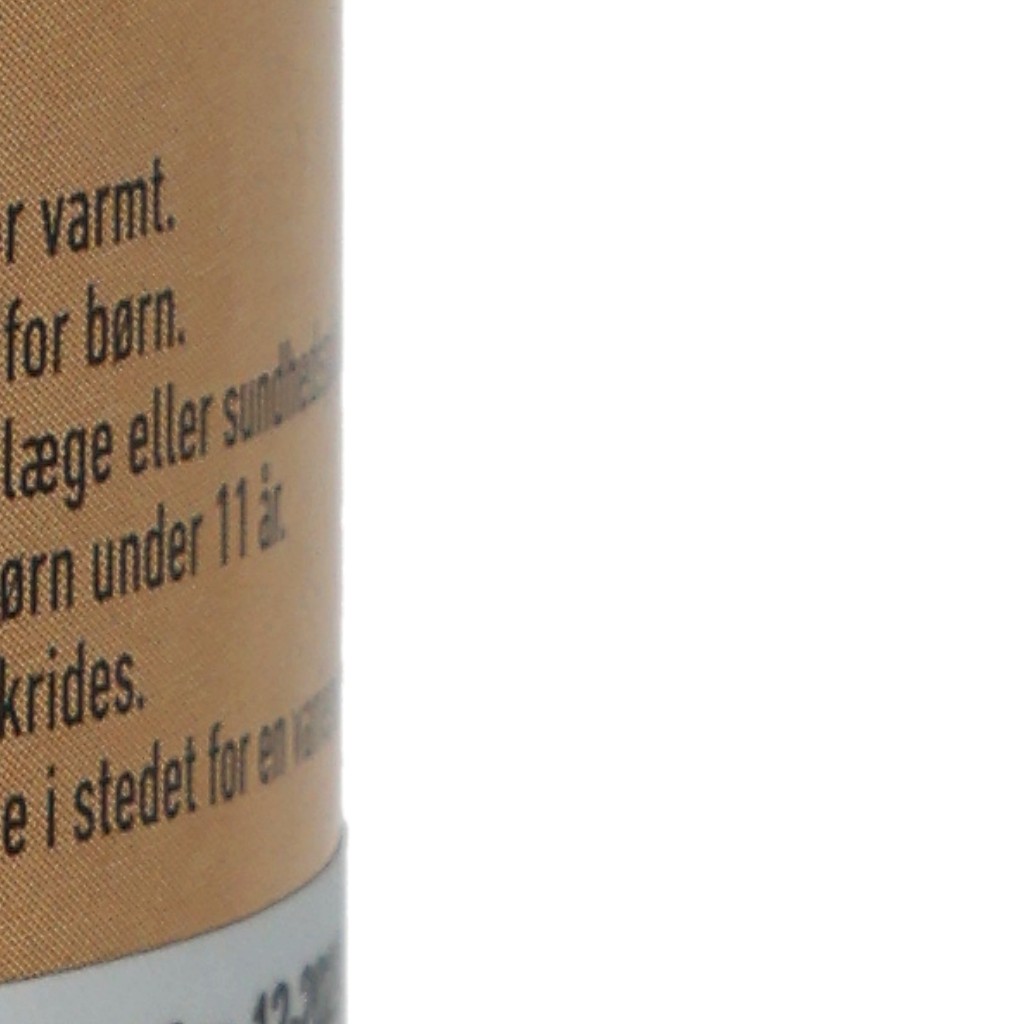 r varmt.
for børn.
læge eller
ørn under 11 år.
krides.
e i stedet for en